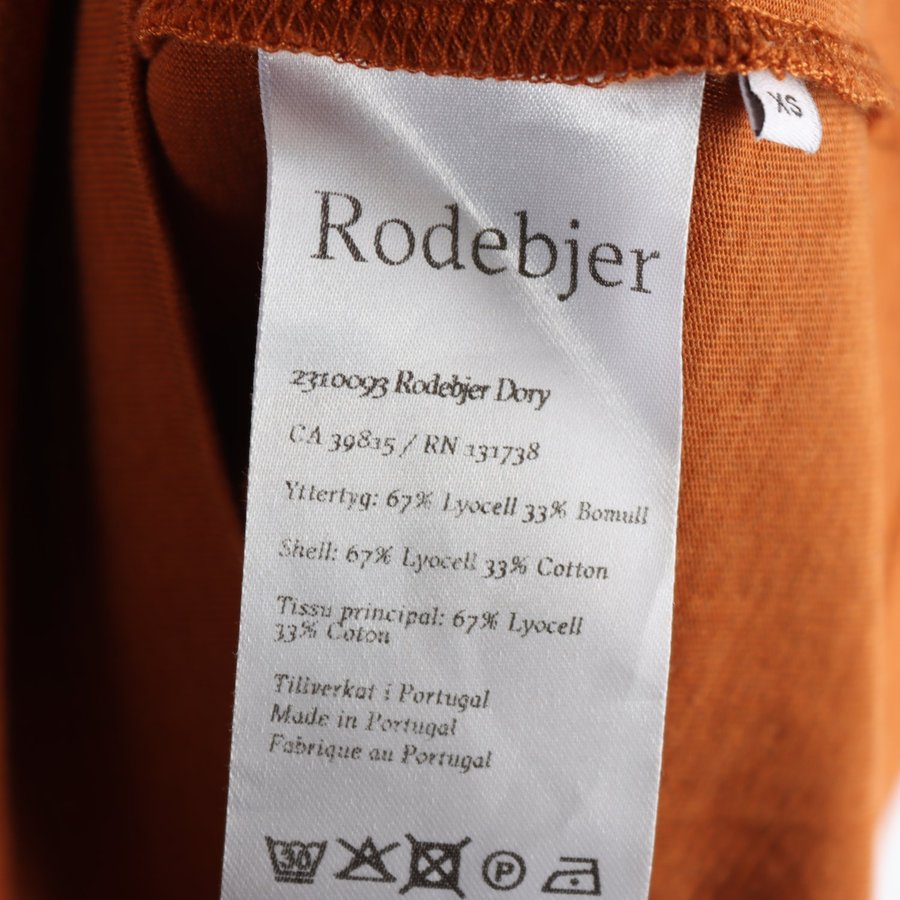 XS
Rodebjer
2310093 Rodebjer Dory
CA 39815 / RN 131738
Yttertyg: 67% Lyocell 33% Bomull
Shell: 67% Lyocell 33% Cotton
Tissu principal: 67% Lyocell
33% Coton
Tillverkat i Portugal
Made in Portugal
Fabrique au Portugal
30
P